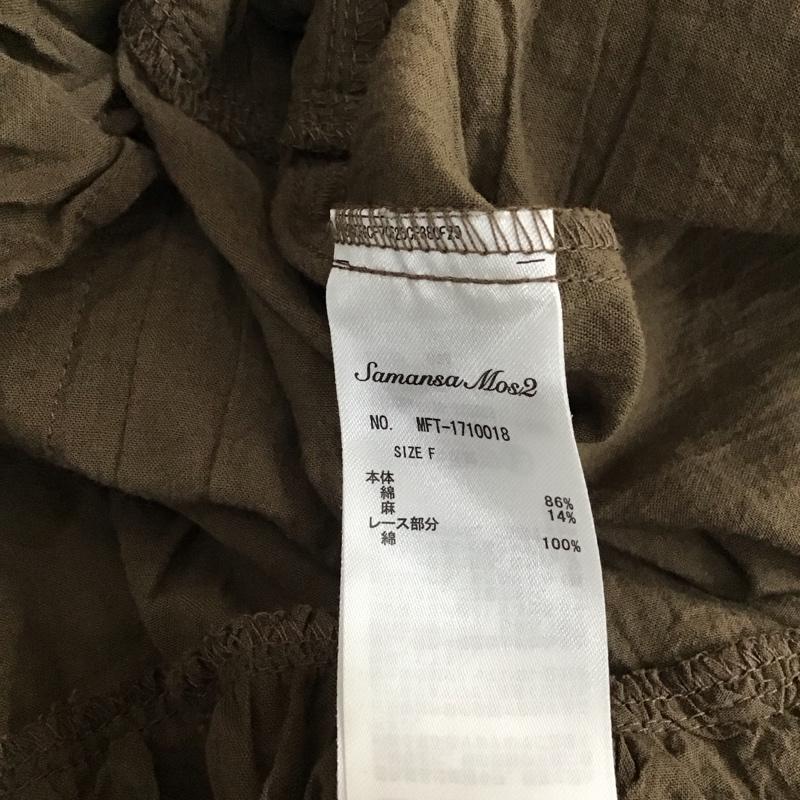 Samansa Mos2
NO. MFT-1710018
SIZE F
本体
綿 86%
麻 14%
レース部分
綿 100%